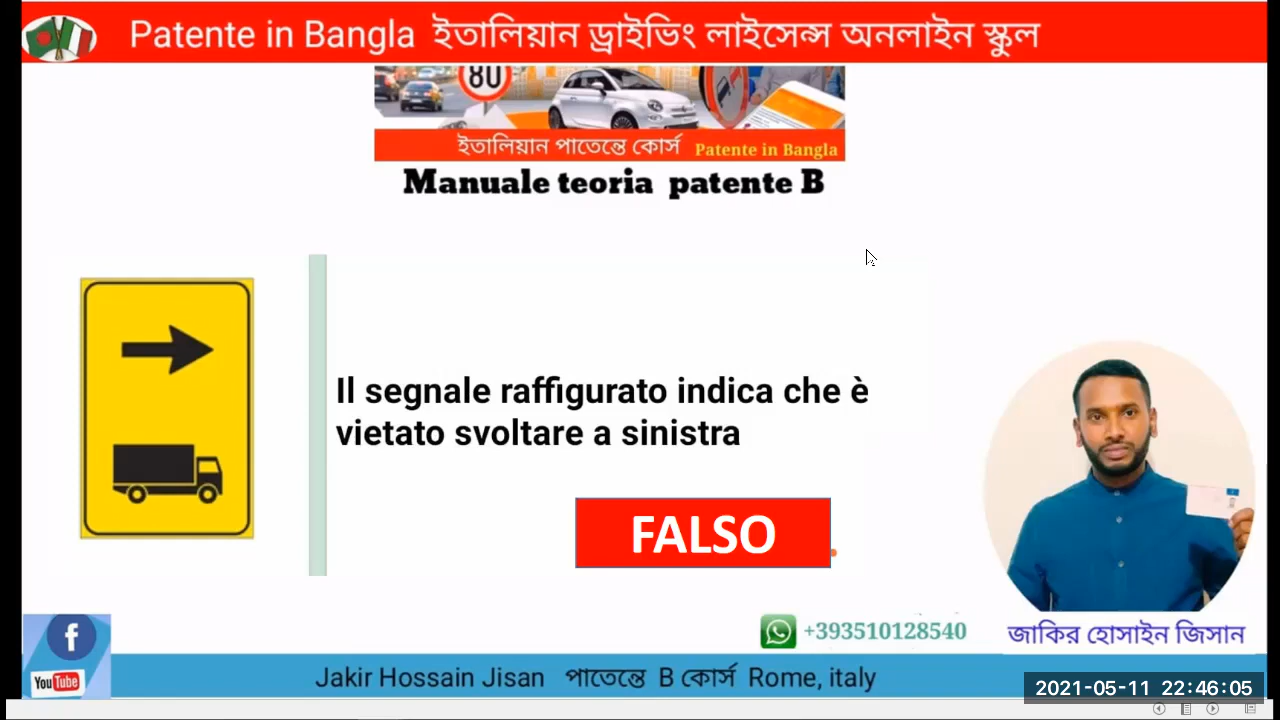 Patente in Bangla ইতালিয়ান ড্রাইভিং লাইসেন্স অনলাইন স্কুল
80
ইতালিয়ান পাতেন্তে কোর্স Patente in Bangla
Manuale teoria patente B
Il segnale raffigurato indica che è
vietato svoltare a sinistra
FALSO
+393510128540
জাকির হোসাইন জিসান
f
You Tube
Jakir Hossain Jisan পাতেন্তে B কোর্স Rome, italy
2021-05-11 22:46:05